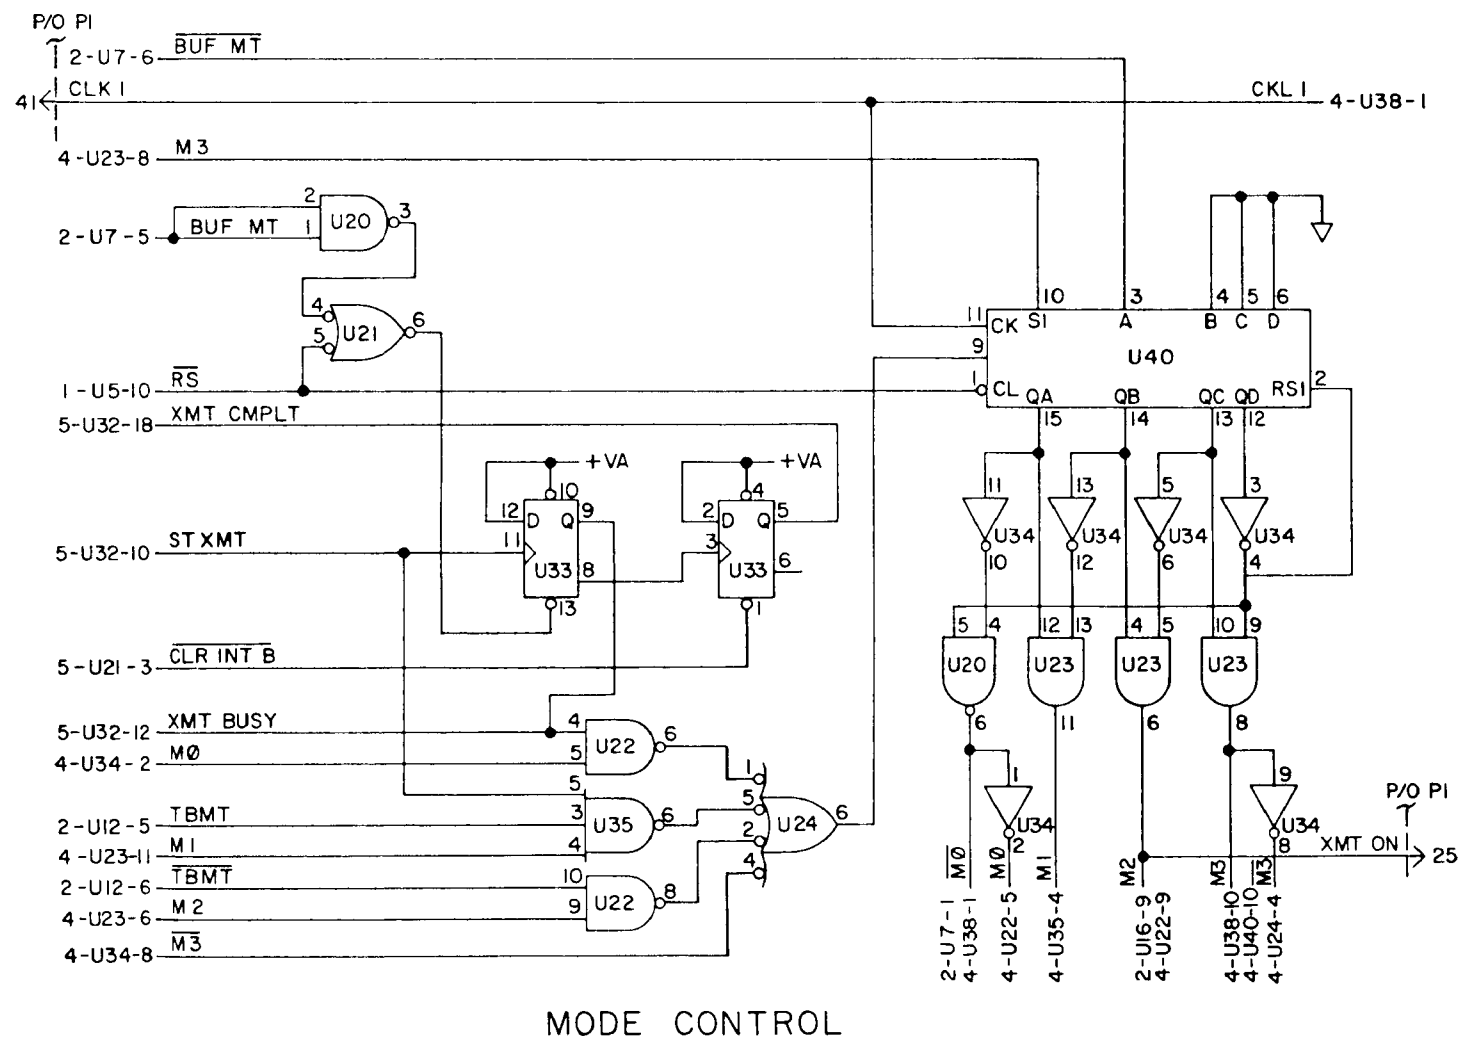 P/O P1
2-U7-6 BUF MT
41 CLK 1 CKL 1 4-U38-1
4-U23-8 M3
2 U20 3
2-U7-5 BUF MT 1
4 U21 6
5
1-U5-10 RS
5-U32-18 XMT CMPLT
10 3 4 5 6
11 CK S1 A B C D
9 U40
1 CL QA QB QC QD RS1 2
15 14 13 12
+VA +VA
10 4
12 D Q 9 2 D Q 5
5-U32-10 ST XMT 11 U33 8 3 U33 6
13 1
11 13 5 3
U34 U34 U34 U34
10 12 6 4
5 4 12 13 4 5 10 9
U20 U23 U23 U23
6 11 6 8
5-U21-3 CLR INT B
5-U32-12 XMT BUSY 4 U22 6
4-U34-2 MØ 5
5
2-U12-5 TBMT 3 U35 6
4-U23-11 M1 4
2-U12-6 TBMT 10 U22 8
4-U23-6 M2 9
4-U34-8 M3
1
5 U24 6
2
4
1 U34 2
9 U34 8
P/O P1
XMT ON 25
MØ MØ M1 M2 M3 M3
2-U7-1
4-U38-1
4-U22-5
4-U35-4
2-U16-9
4-U22-9
4-U38-10
4-U40-10
4-U24-4
MODE CONTROL